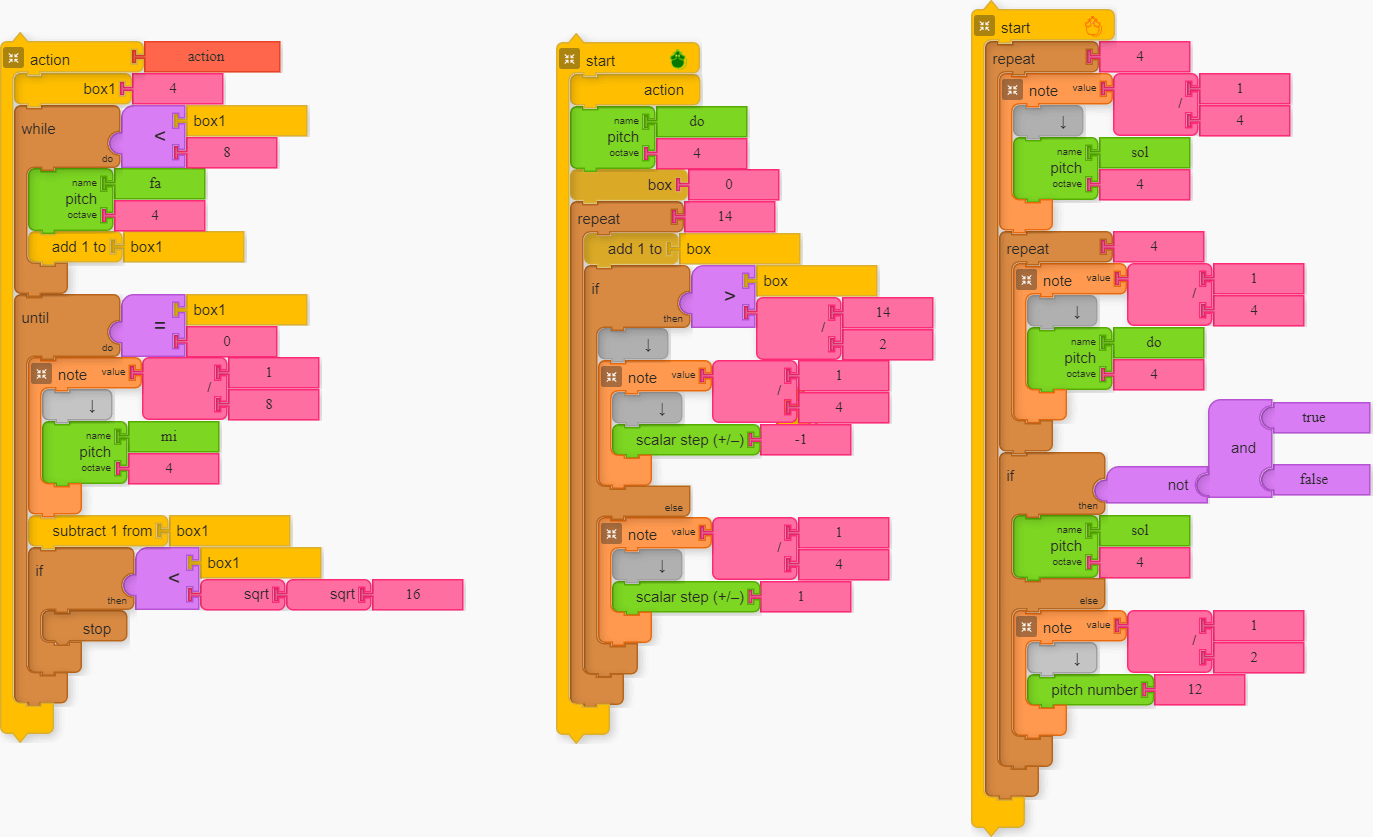 action action
box1 4
while < box1
do 8
name fa
pitch
octave 4
add 1 to box1
until = box1
do 0
note value / 1
8
↓
name mi
pitch
octave 4
subtract 1 from box1
if < box1
then sqrt sqrt 16
stop
start
action
name do
pitch
octave 4
box 0
repeat 14
add 1 to box
if > box
then / 14
2
↓
note value / 1
4
↓
scalar step (+/–) -1
else
note value / 1
4
↓
scalar step (+/–) 1
start
repeat 4
note value / 1
4
↓
name sol
pitch
octave 4
repeat 4
note value / 1
4
↓
name do
pitch
octave 4
if not and true
then false
name sol
pitch
octave 4
else
note value / 1
2
↓
pitch number 12